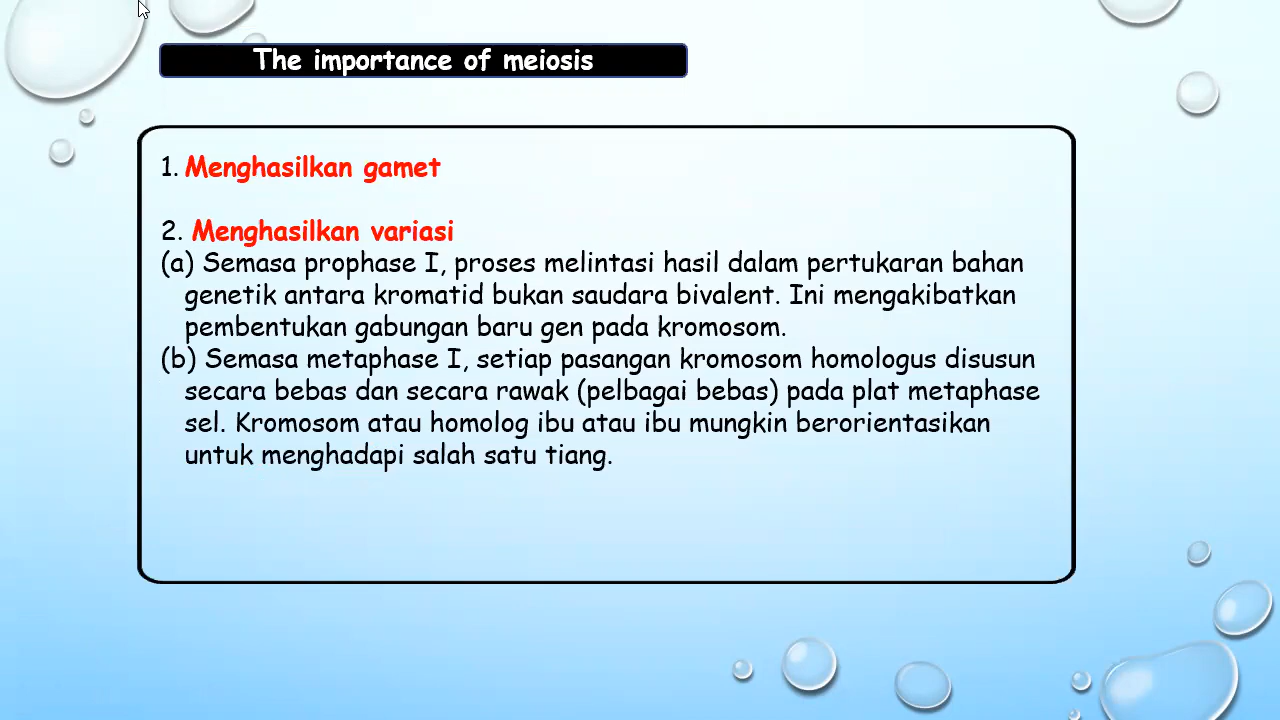 The importance of meiosis
1. Menghasilkan gamet
2. Menghasilkan variasi
(a) Semasa prophase I, proses melintasi hasil dalam pertukaran bahan
genetik antara kromatid bukan saudara bivalent. Ini mengakibatkan
pembentukan gabungan baru gen pada kromosom.
(b) Semasa metaphase I, setiap pasangan kromosom homologus disusun
secara bebas dan secara rawak (pelbagai bebas) pada plat metaphase
sel. Kromosom atau homolog ibu atau ibu mungkin berorientasikan
untuk menghadapi salah satu tiang.